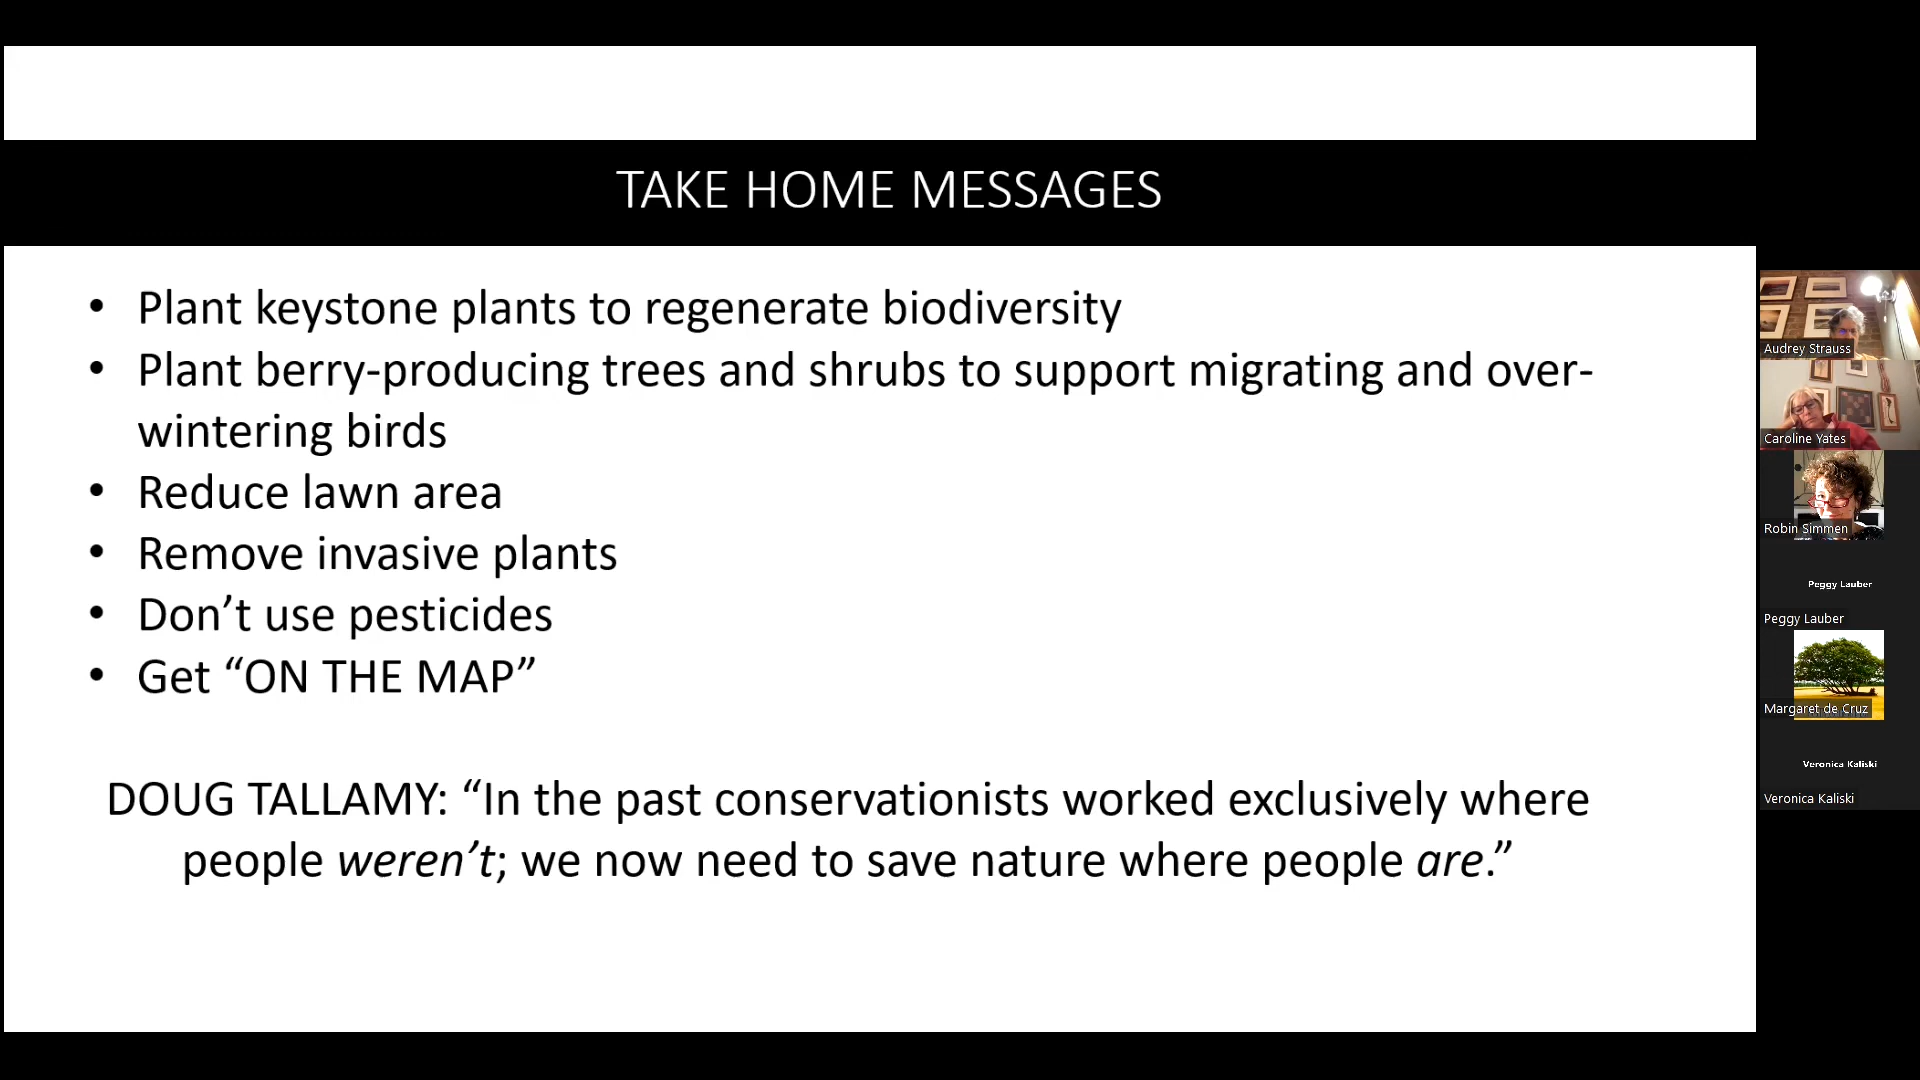 TAKE HOME MESSAGES
• Plant keystone plants to regenerate biodiversity
• Plant berry-producing trees and shrubs to support migrating and over-
wintering birds
• Reduce lawn area
• Remove invasive plants
• Don’t use pesticides
• Get “ON THE MAP”
DOUG TALLAMY: “In the past conservationists worked exclusively where
people weren’t; we now need to save nature where people are.”
Audrey Strauss
Caroline Yates
Robin Simmen
Peggy Lauber
Peggy Lauber
Margaret de Cruz
Veronica Kaliski
Veronica Kaliski